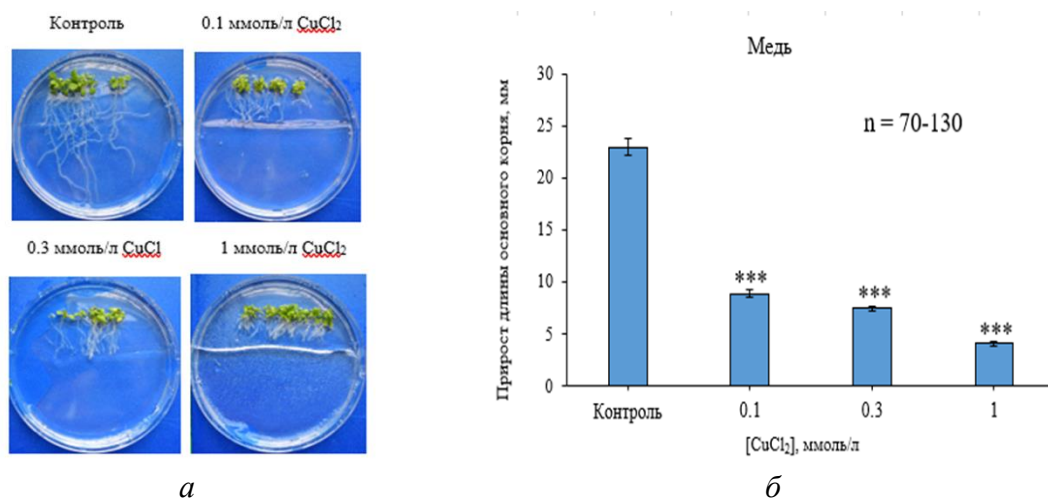 Контроль
0.1 ммоль/л CuCl₂
0.3 ммоль/л CuCl
1 ммоль/л CuCl₂
а
Медь
n = 70-130
Прирост длины основного корня, мм
30
25
20
15
10
5
0
***
***
***
Контроль
0.1
0.3
1
[CuCl₂], ммоль/л
б